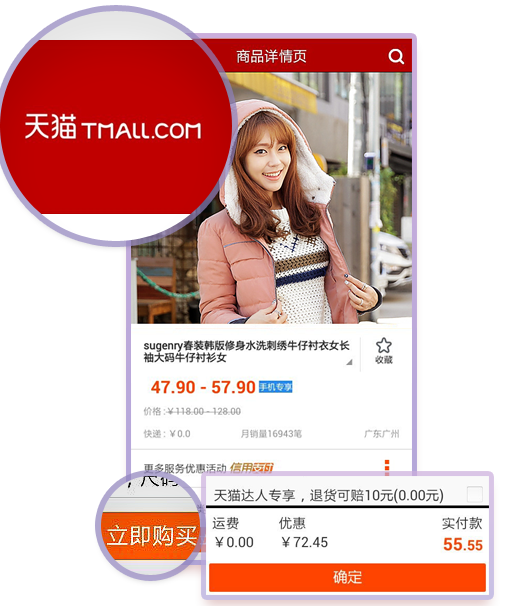 天猫 TMALL.COM
商品详情页
sugenry春装韩版修身水洗刺绣牛仔衬衣女长
袖大码牛仔衬衫女
收藏
47.90 - 57.90 手机专享
价格：￥118.00 - 128.00
快递：￥0.0 月销量16943笔 广东广州
更多服务优惠活动 信用支付
，尺码
立即购买
天猫达人专享，退货可赔10元(0.00元)
运费 优惠 实付款
￥0.00 ￥72.45 55.55
确定